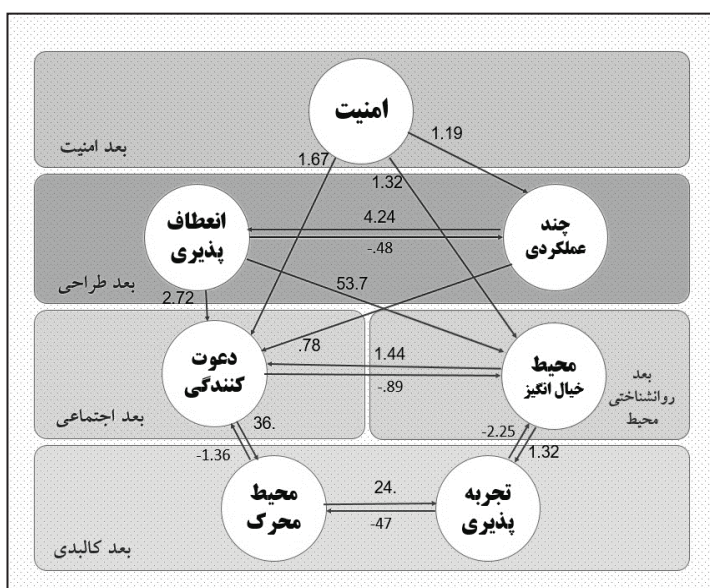 امنیت
بعد امنیت
1.19
1.67
1.32
انعطاف
پذیری
4.24
-.48
چند
عملکردی
بعد طراحی
2.72
53.7
.78
دعوت
کنندگی
1.44
-.89
محیط
خیال انگیز
بعد
روانشناختی
محیط
بعد اجتماعی
36.
-1.36
-2.25
1.32
محیط
محرک
24.
-47
تجربه
پذیری
بعد کالبدی